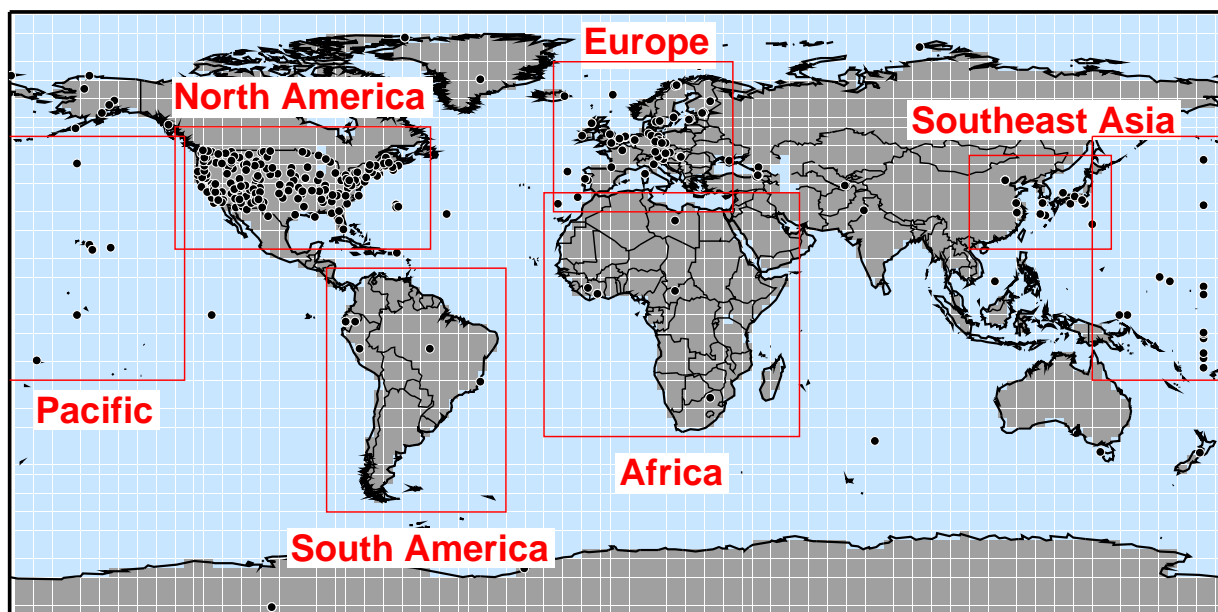 Europe
North America
Southeast Asia
Pacific
Africa
South America